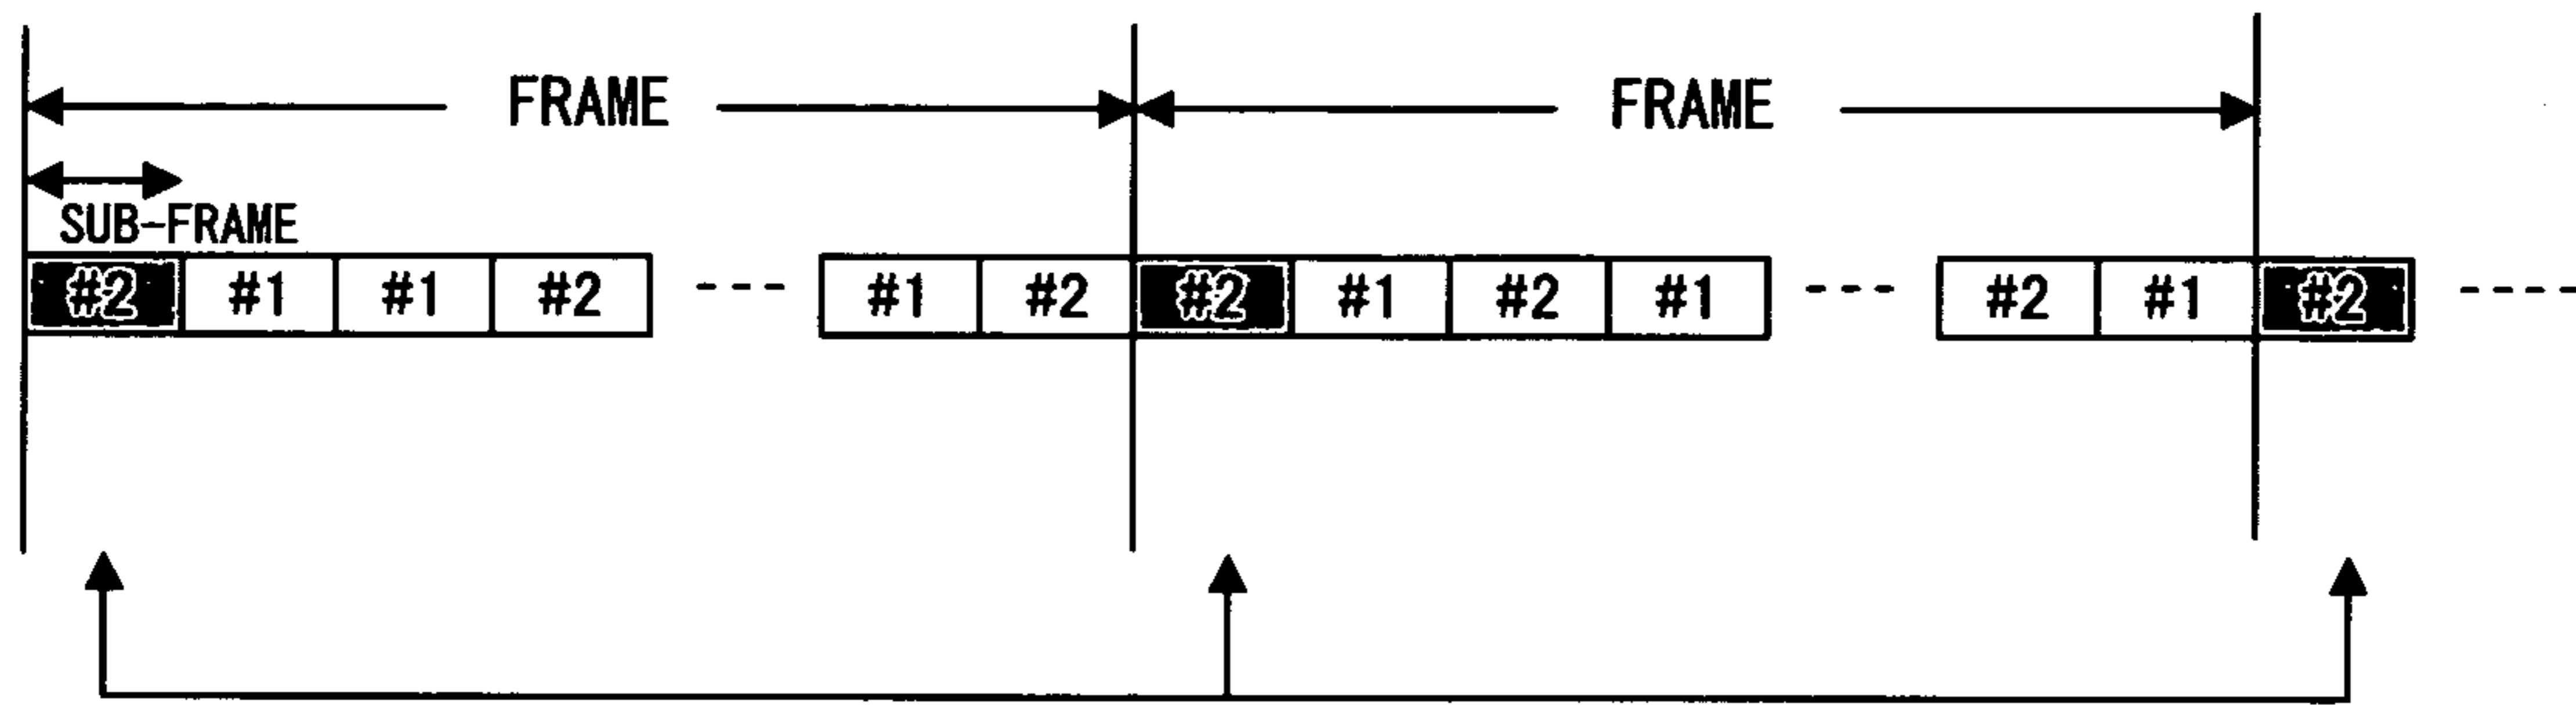 FRAME FRAME
SUB-FRAME
#2 #1 #1 #2 --- #1 #2 #2 #1 #2 #1 --- #2 #1 #2 ----